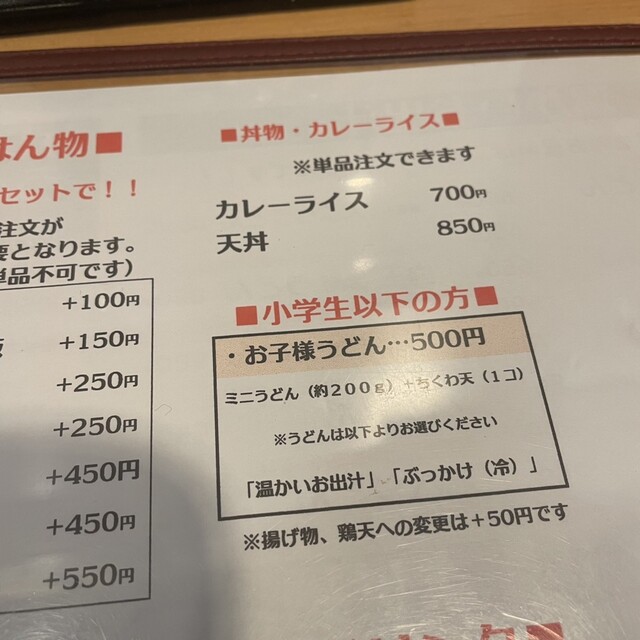 はん物■
セットで！！
注文が
要となります。
単品不可です）
+100円
+150円
+250円
+250円
+450円
+450円
+550円
■丼物・カレーライス■
※単品注文できます
カレーライス 700円
天丼 850円
■小学生以下の方■
・お子様うどん…500円
ミニうどん（約２００ｇ）＋ちくわ天（１コ）
※うどんは以下よりお選びください
「温かいお出汁」「ぶっかけ（冷）」
※揚げ物、鶏天への変更は＋50円です